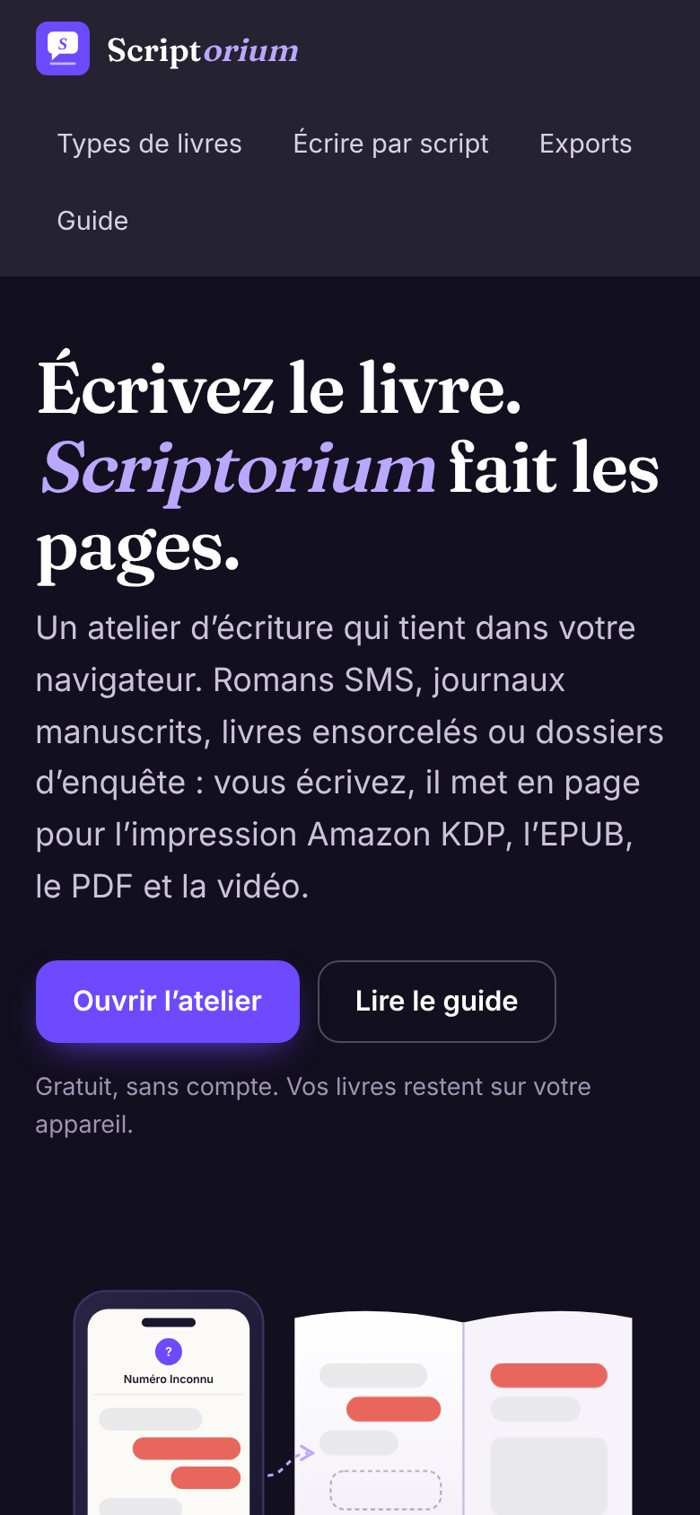 S
Scriptorium
Types de livres Écrire par script Exports
Guide
Écrivez le livre.
Scriptorium fait les
pages.
Un atelier d’écriture qui tient dans votre
navigateur. Romans SMS, journaux
manuscrits, livres ensorcelés ou dossiers
d’enquête : vous écrivez, il met en page
pour l’impression Amazon KDP, l’EPUB,
le PDF et la vidéo.
Ouvrir l’atelier Lire le guide
Gratuit, sans compte. Vos livres restent sur votre
appareil.
?
Numéro Inconnu